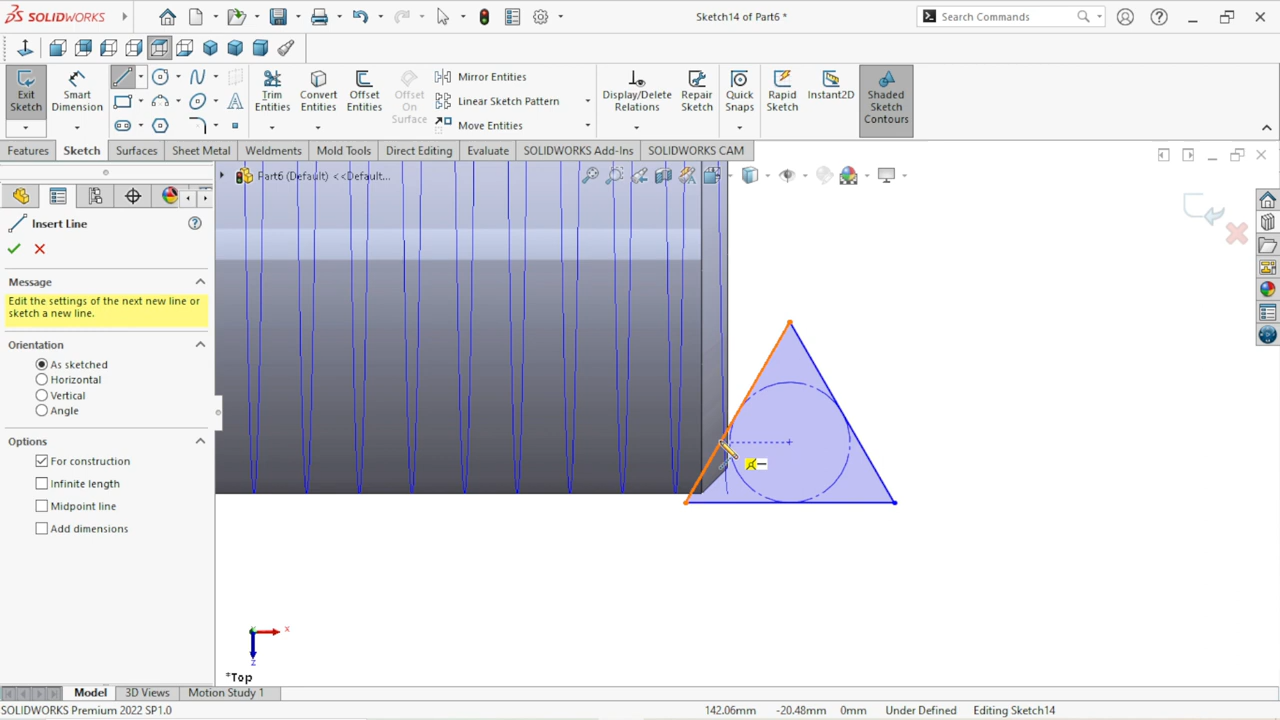 SOLIDWORKS
Sketch14 of Part6 *
Search Commands
Exit Sketch
Smart Dimension
Trim Entities
Convert Entities
Offset Entities
Offset On Surface
Mirror Entities
Linear Sketch Pattern
Move Entities
Display/Delete Relations
Repair Sketch
Quick Snaps
Rapid Sketch
Instant2D
Shaded Sketch Contours
Features
Sketch
Surfaces
Sheet Metal
Weldments
Mold Tools
Direct Editing
Evaluate
SOLIDWORKS Add-Ins
SOLIDWORKS CAM
Part6 (Default) <<Default...
Insert Line
Message
Edit the settings of the next new line or
sketch a new line.
Orientation
As sketched
Horizontal
Vertical
Angle
Options
For construction
Infinite length
Midpoint line
Add dimensions
x
z
*Top
Model
3D Views
Motion Study 1
SOLIDWORKS Premium 2022 SP1.0
142.06mm
-20.48mm
0mm
Under Defined
Editing Sketch14